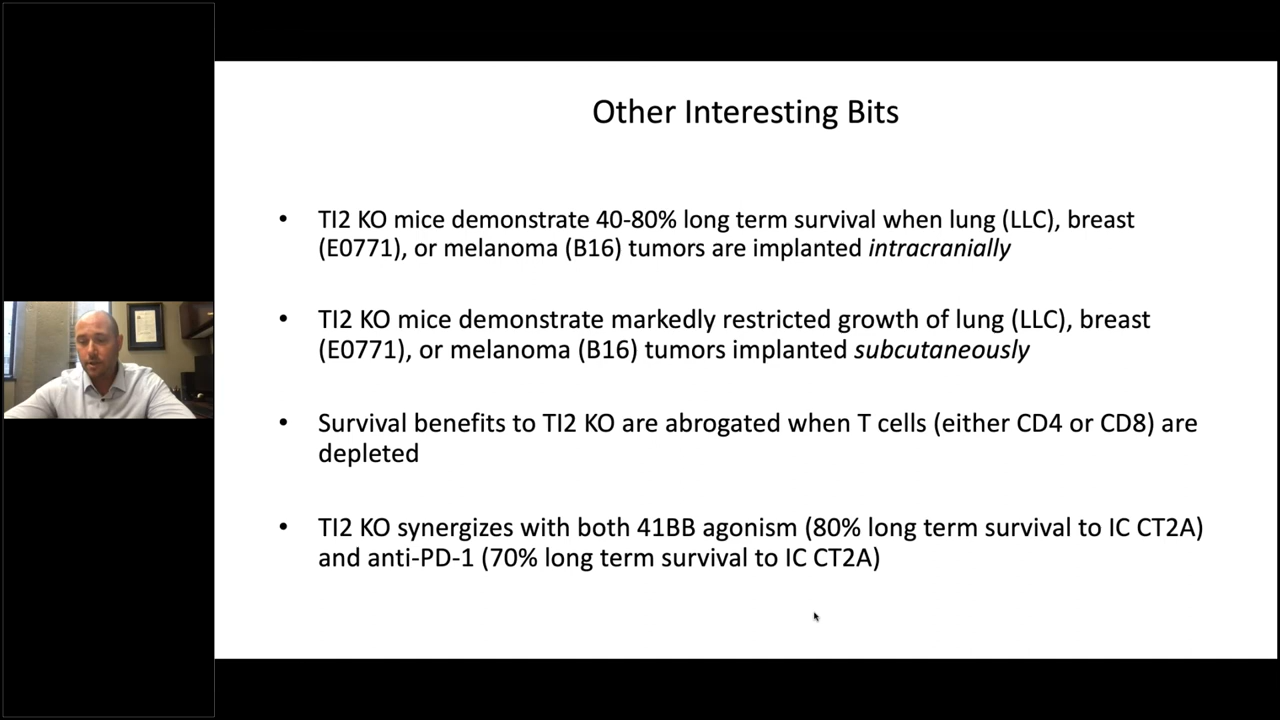 Other Interesting Bits
• TI2 KO mice demonstrate 40-80% long term survival when lung (LLC), breast
(E0771), or melanoma (B16) tumors are implanted intracranially
• TI2 KO mice demonstrate markedly restricted growth of lung (LLC), breast
(E0771), or melanoma (B16) tumors implanted subcutaneously
• Survival benefits to TI2 KO are abrogated when T cells (either CD4 or CD8) are
depleted
• TI2 KO synergizes with both 41BB agonism (80% long term survival to IC CT2A)
and anti-PD-1 (70% long term survival to IC CT2A)